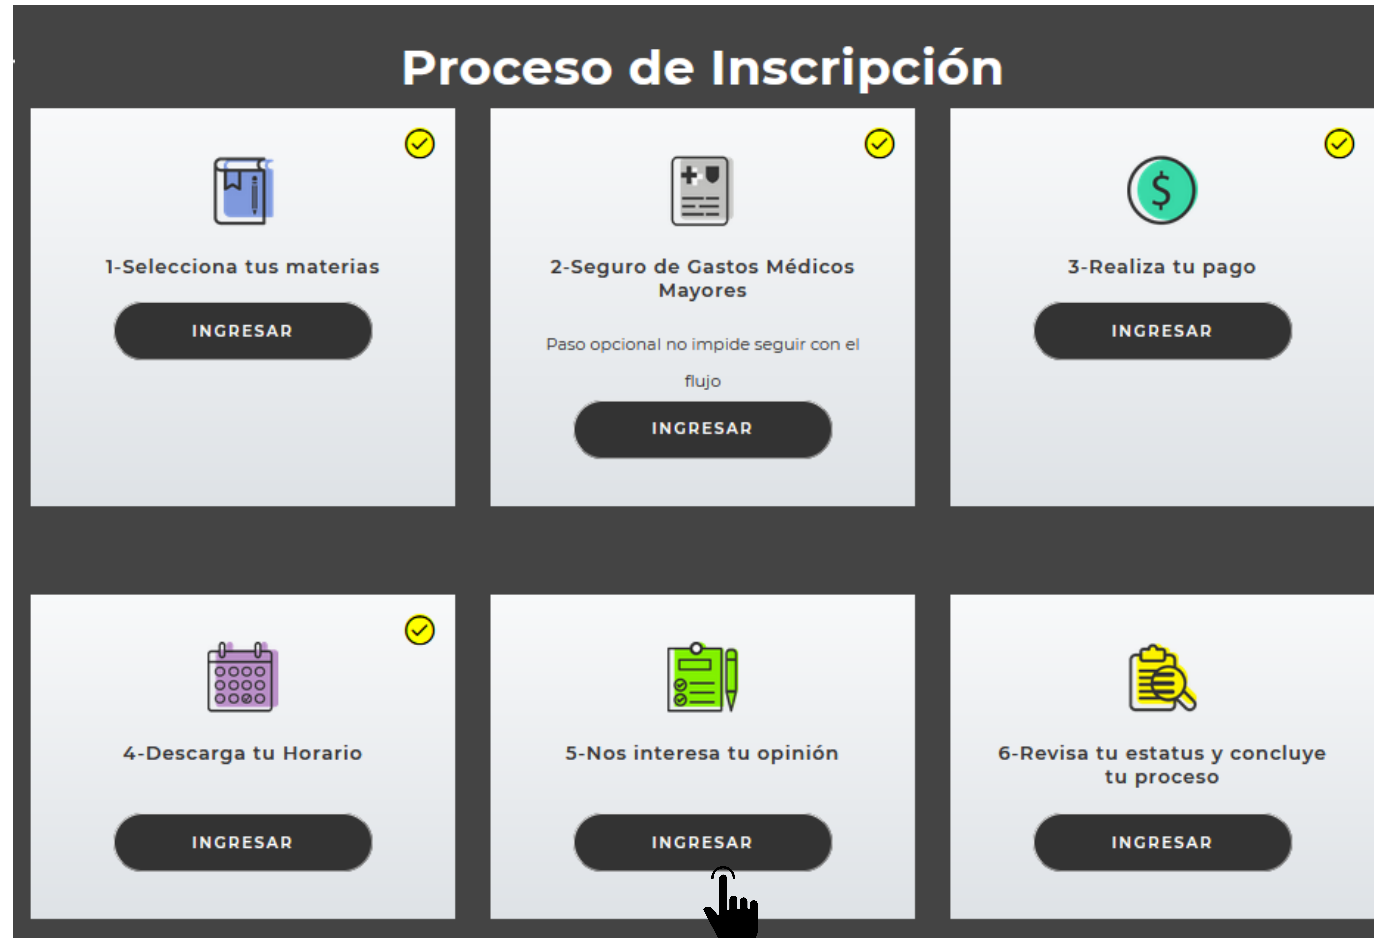 Proceso de Inscripción
1-Selecciona tus materias
INGRESAR
2-Seguro de Gastos Médicos
Mayores
Paso opcional no impide seguir con el
flujo
INGRESAR
$
3-Realiza tu pago
INGRESAR
4-Descarga tu Horario
INGRESAR
5-Nos interesa tu opinión
INGRESAR
6-Revisa tu estatus y concluye
tu proceso
INGRESAR